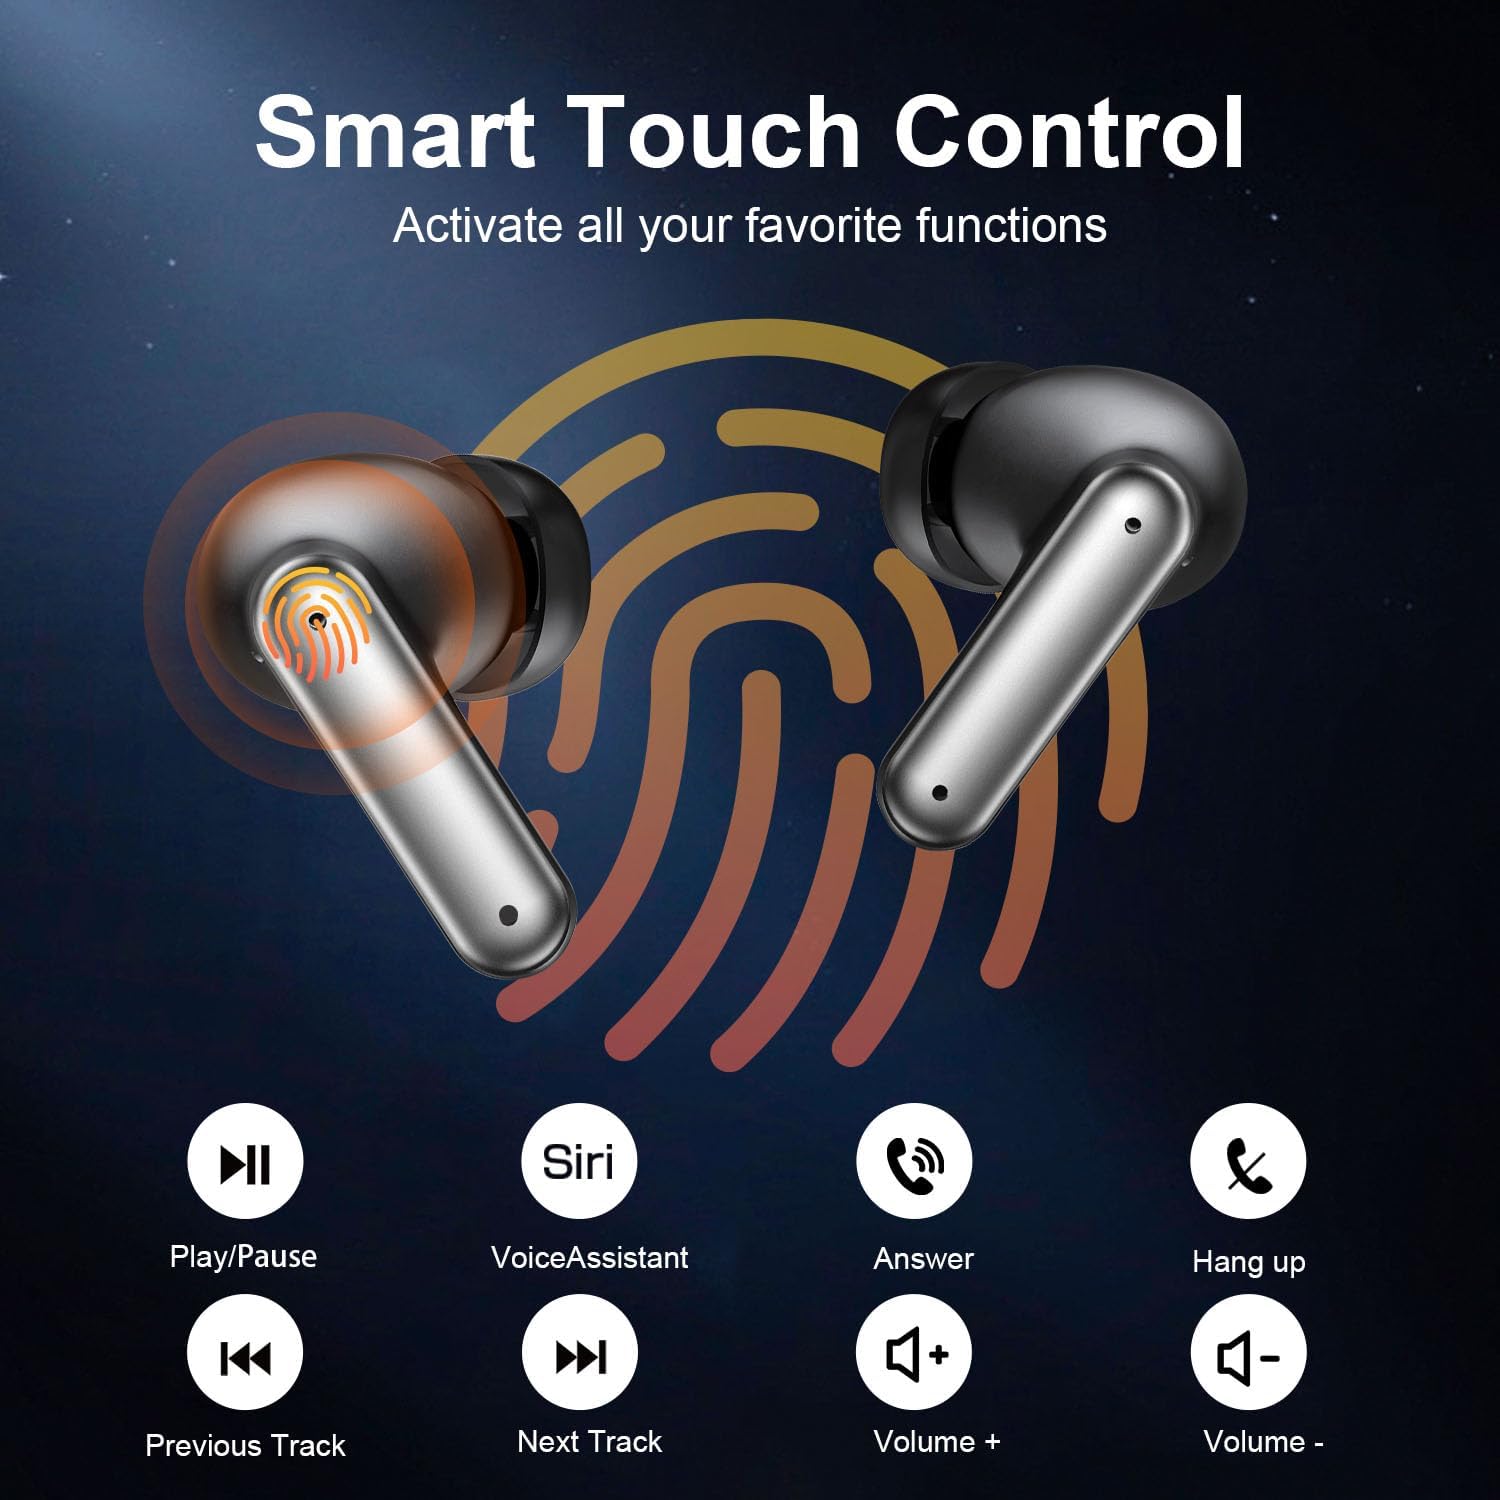 Smart Touch Control
Activate all your favorite functions
Siri
Play/Pause
VoiceAssistant
Answer
Hang up
Previous Track
Next Track
Volume +
Volume -